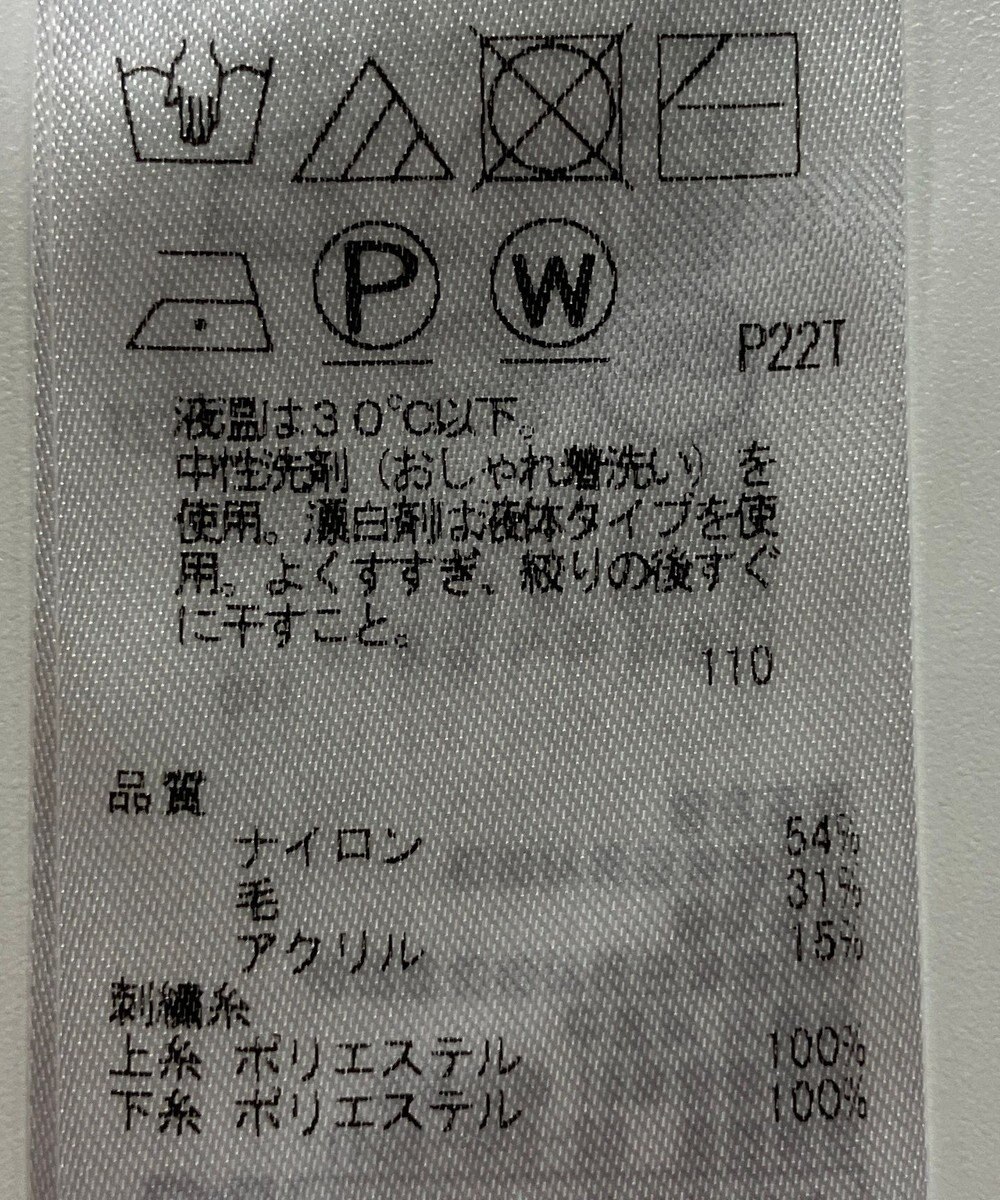 P W
P22T
液温は30℃以下。
中性洗剤（おしゃれ着洗い）を
使用。漂白剤は液体タイプを使
用。よくすすぎ、絞りの後すぐ
に干すこと。
110
品質
ナイロン 54%
毛 31%
アクリル 15%
刺繍糸
上糸 ポリエステル 100%
下糸 ポリエステル 100%